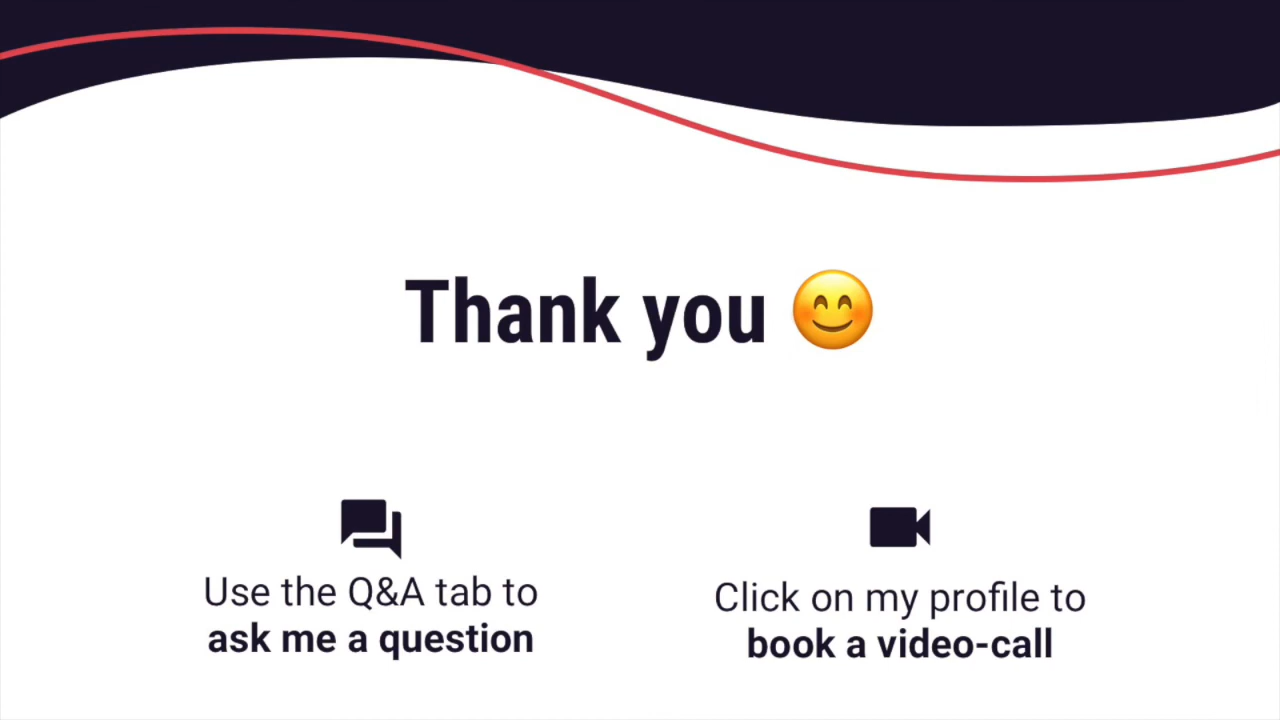 Thank you 😊
Use the Q&A tab to
ask me a question
Click on my profile to
book a video-call